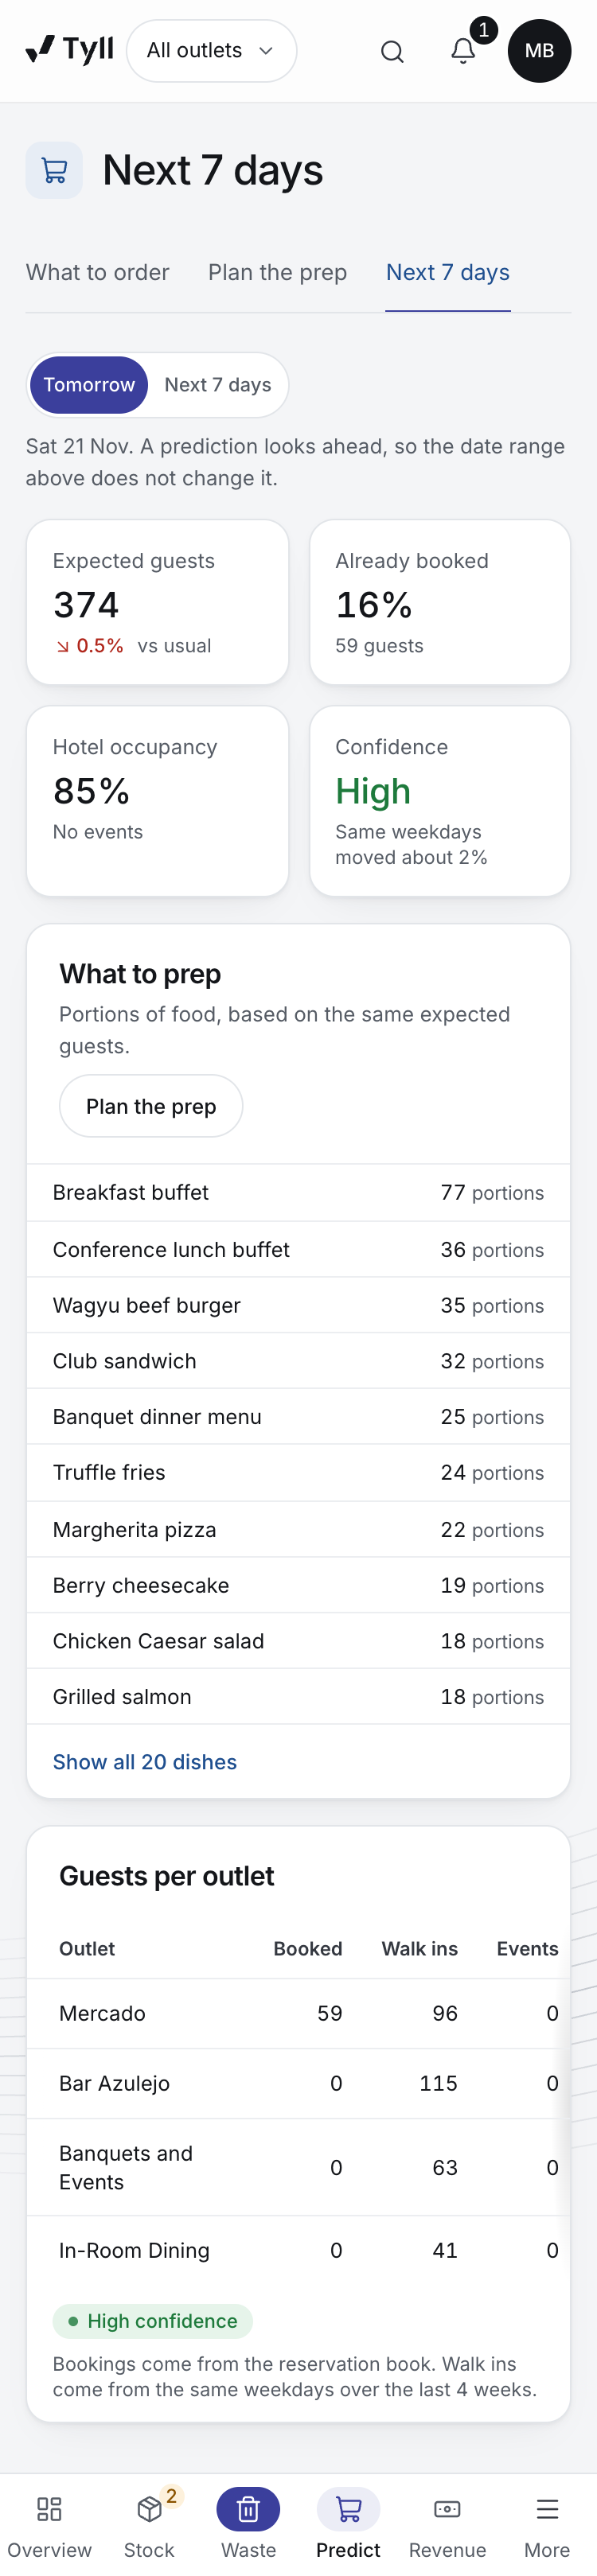 Tyll
All outlets
1
MB
Next 7 days
What to order
Plan the prep
Next 7 days
Tomorrow
Next 7 days
Sat 21 Nov. A prediction looks ahead, so the date range
above does not change it.
Expected guests
374
0.5% vs usual
Already booked
16%
59 guests
Hotel occupancy
85%
No events
Confidence
High
Same weekdays
moved about 2%
What to prep
Portions of food, based on the same expected
guests.
Plan the prep
Breakfast buffet 77 portions
Conference lunch buffet 36 portions
Wagyu beef burger 35 portions
Club sandwich 32 portions
Banquet dinner menu 25 portions
Truffle fries 24 portions
Margherita pizza 22 portions
Berry cheesecake 19 portions
Chicken Caesar salad 18 portions
Grilled salmon 18 portions
Show all 20 dishes
Guests per outlet
Outlet Booked Walk ins Events
Mercado 59 96 0
Bar Azulejo 0 115 0
Banquets and
Events 0 63 0
In-Room Dining 0 41 0
High confidence
Bookings come from the reservation book. Walk ins
come from the same weekdays over the last 4 weeks.
2
Overview Stock Waste Predict Revenue More